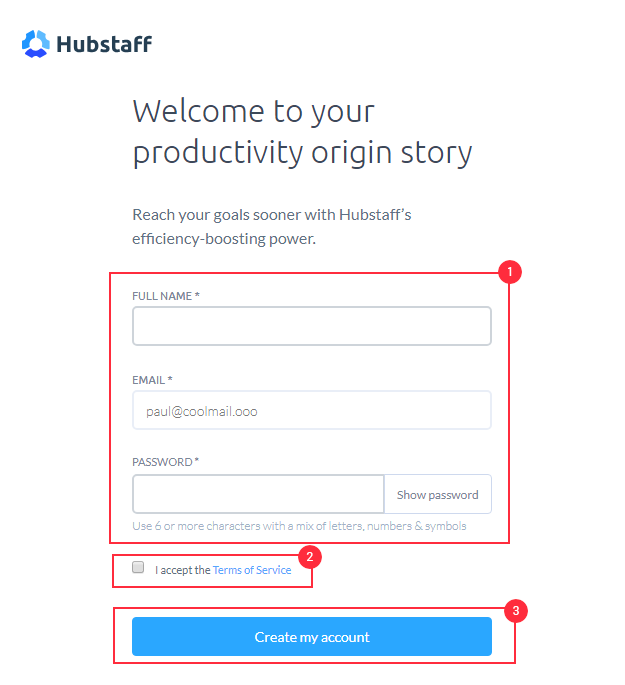 Hubstaff
Welcome to your
productivity origin story
Reach your goals sooner with Hubstaff's
efficiency-boosting power.
1
FULL NAME *
EMAIL *
paul@coolmail.ooo
PASSWORD *
Show password
Use 6 or more characters with a mix of letters, numbers & symbols
2
I accept the Terms of Service
3
Create my account